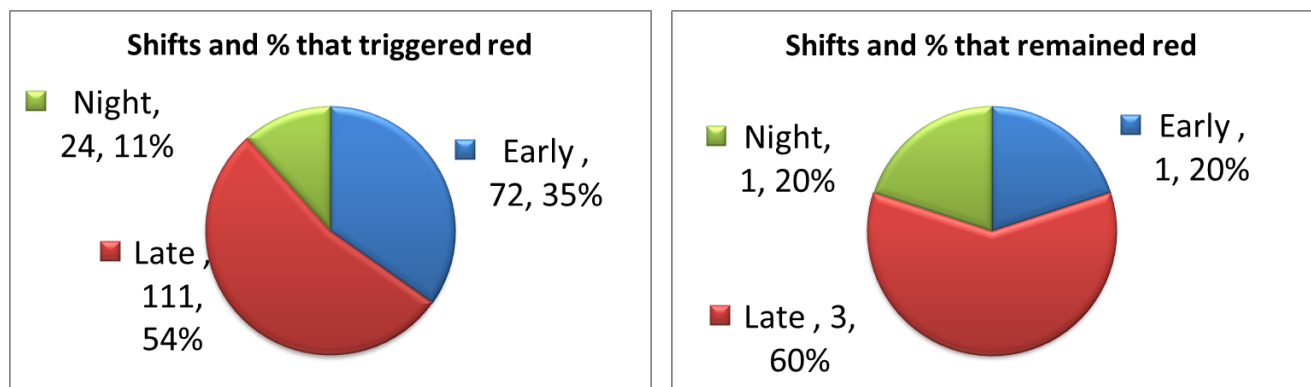 Shifts and % that triggered red
Night,
24, 11%
Early ,
72, 35%
Late ,
111,
54%
Shifts and % that remained red
Night,
1, 20%
Early ,
1, 20%
Late , 3,
60%